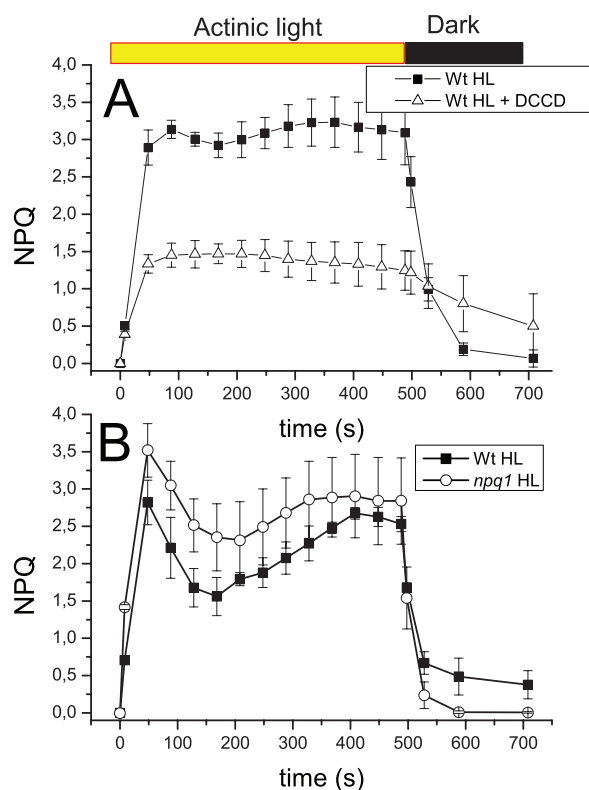 Actinic light
Dark
A
Wt HL
Wt HL + DCCD
NPQ
4,0
3,5
3,0
2,5
2,0
1,5
1,0
0,5
0,0
0 100 200 300 400 500 600 700
time (s)
B
Wt HL
npq1 HL
NPQ
4,0
3,5
3,0
2,5
2,0
1,5
1,0
0,5
0,0
0 100 200 300 400 500 600 700
time (s)